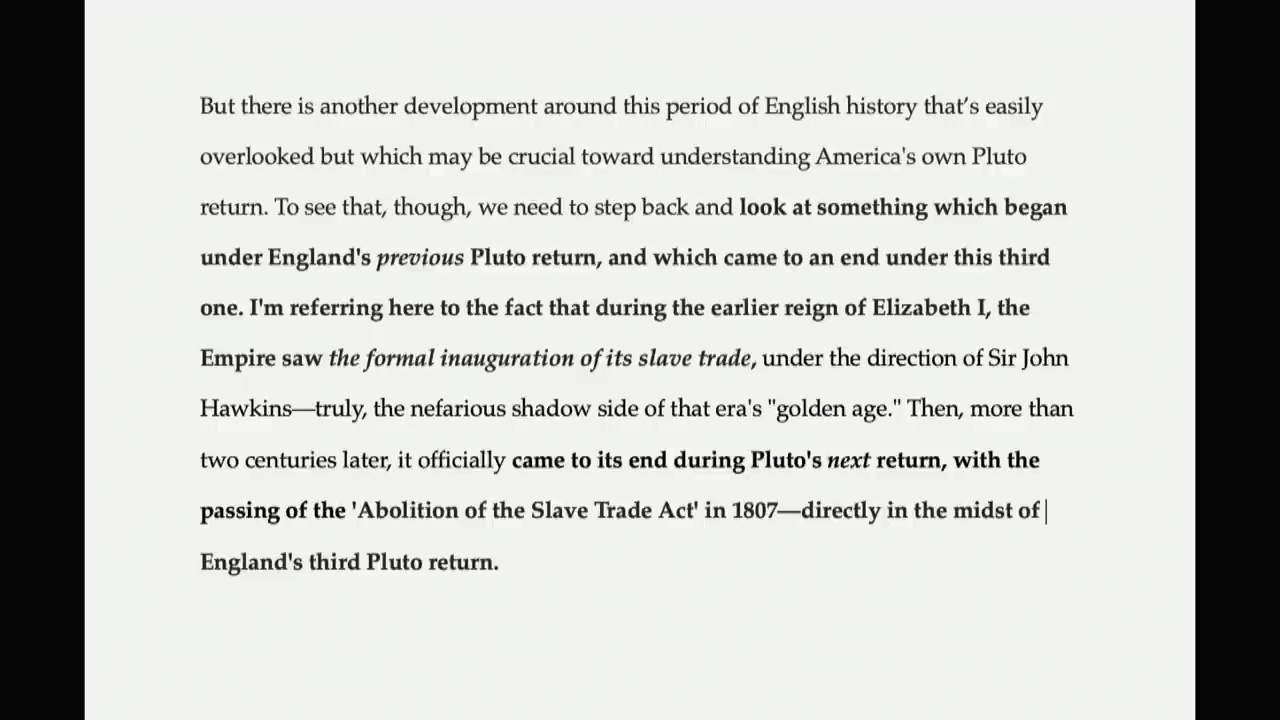 But there is another development around this period of English history that's easily
overlooked but which may be crucial toward understanding America's own Pluto
return. To see that, though, we need to step back and look at something which began
under England's previous Pluto return, and which came to an end under this third
one. I'm referring here to the fact that during the earlier reign of Elizabeth I, the
Empire saw the formal inauguration of its slave trade, under the direction of Sir John
Hawkins—truly, the nefarious shadow side of that era's "golden age." Then, more than
two centuries later, it officially came to its end during Pluto's next return, with the
passing of the 'Abolition of the Slave Trade Act' in 1807—directly in the midst of
England's third Pluto return.